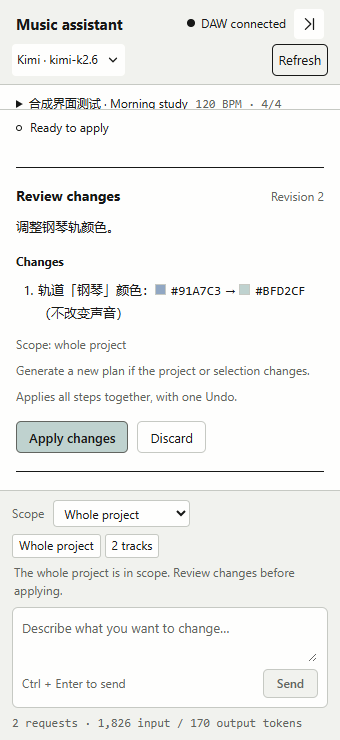 Music assistant
DAW connected
Kimi · kimi-k2.6
Refresh
合成界面测试 · Morning study 120 BPM · 4/4
Ready to apply
Review changes
Revision 2
调整钢琴轨颜色。
Changes
1. 轨道「钢琴」颜色： #91A7C3 → #BFD2CF
（不改变声音）
Scope: whole project
Generate a new plan if the project or selection changes.
Applies all steps together, with one Undo.
Apply changes
Discard
Scope
Whole project
Whole project
2 tracks
The whole project is in scope. Review changes before
applying.
Describe what you want to change...
Ctrl + Enter to send
Send
2 requests · 1,826 input / 170 output tokens